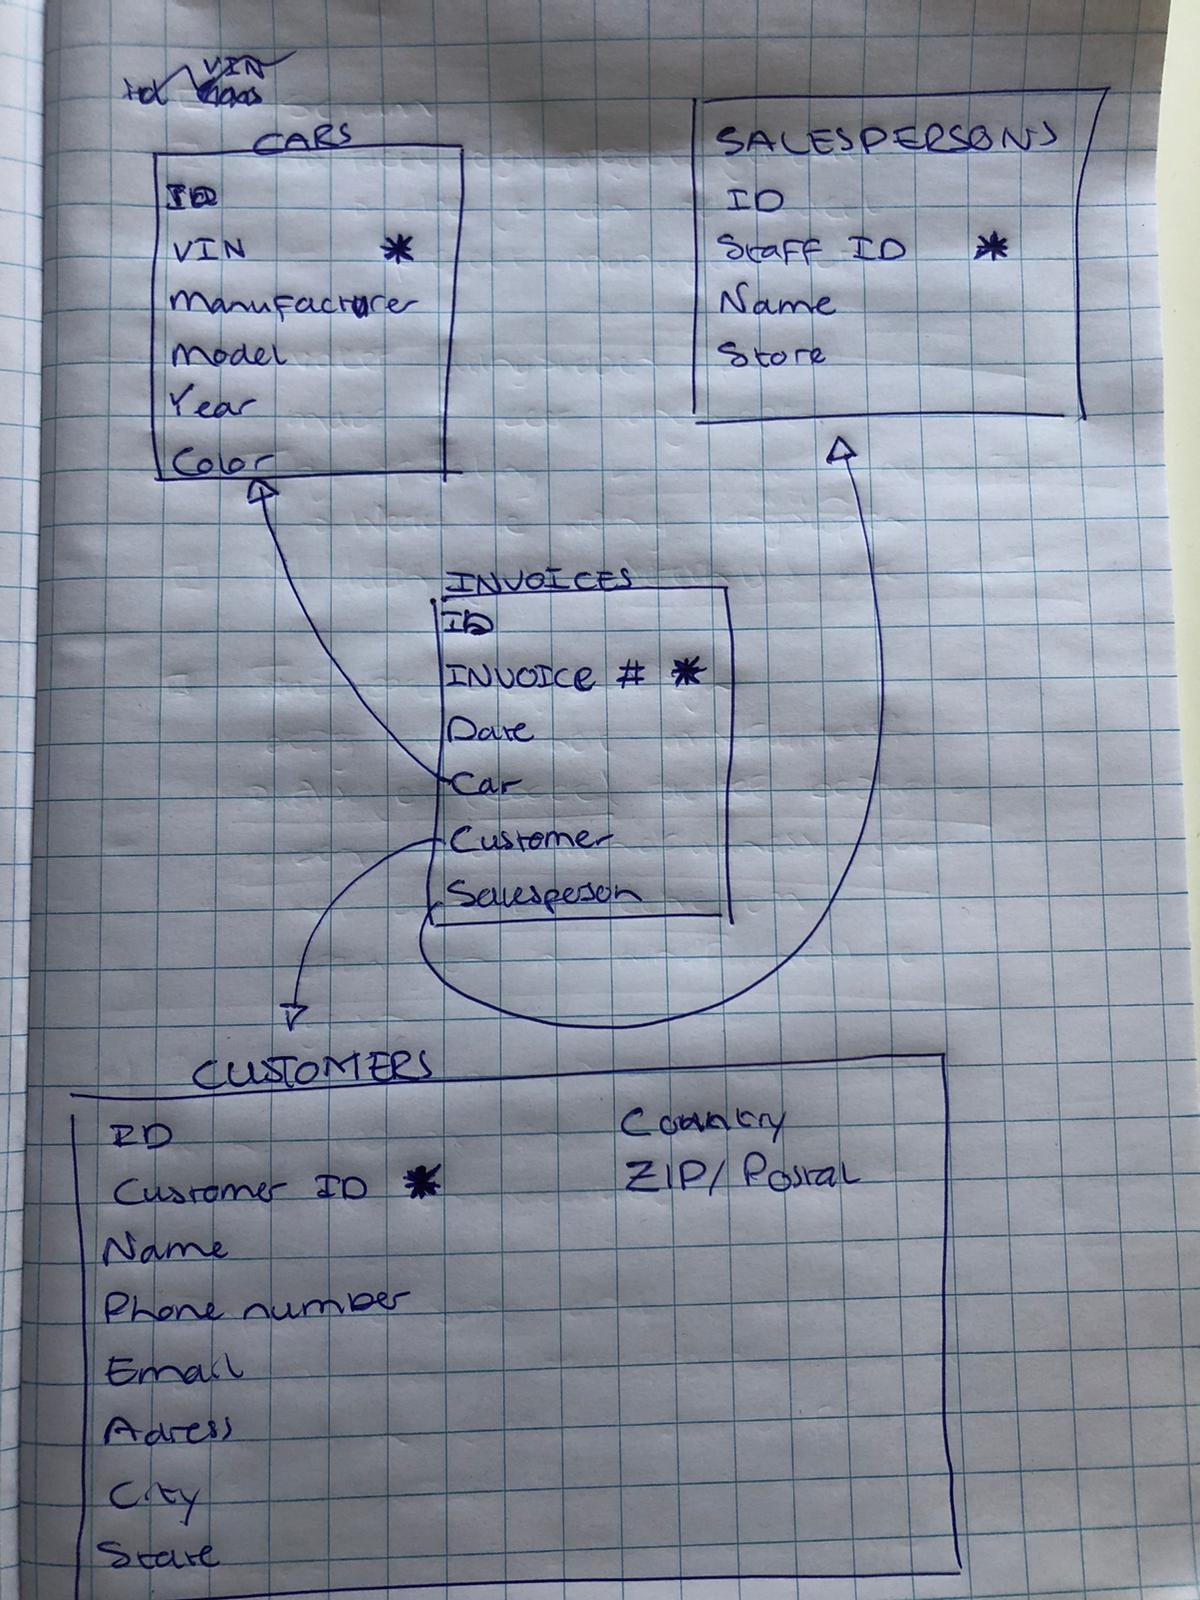 VIN
CARS
ID
VIN *
Manufacturer
Model
Year
Color
SALESPERSONS
ID
Staff ID *
Name
Store
INVOICES
ID
INVOICE # *
Date
Car
Customer
Salesperson
CUSTOMERS
ID
Customer ID *
Name
Phone number
Email
Adress
City
State
Country
ZIP/Postal